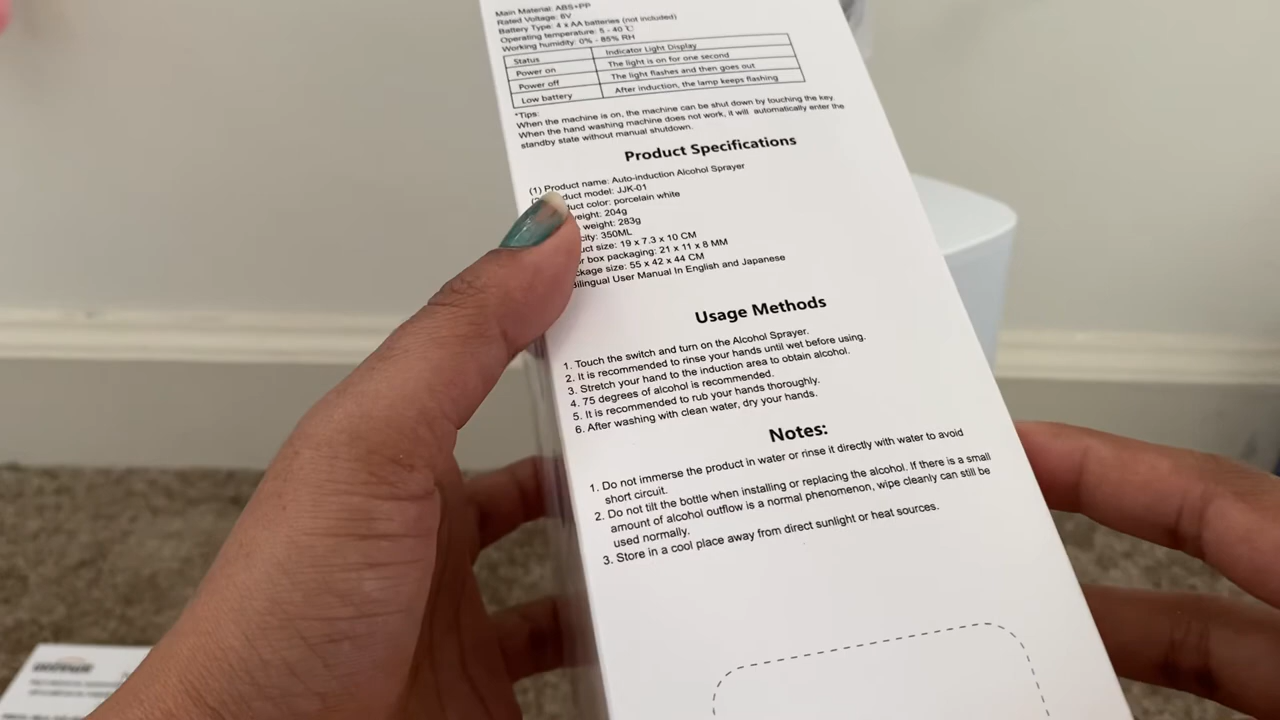 Main Material: ABS+PP
Rated Voltage: 6V
Battery Type: 4 x AA batteries (not included)
Operating temperature: 5 - 40 ℃
Working humidity: 0% - 85% RH
Status Indicator Light Display
Power on The light is on for one second
Power off The light flashes and then goes out
Low battery After induction, the lamp keeps flashing
*Tips:
When the machine is on, the machine can be shut down by touching the key.
When the hand washing machine does not work, it will automatically enter the
standby state without manual shutdown.
Product Specifications
(1) Product name: Auto-induction Alcohol Sprayer
duct model: JJK-01
duct color: porcelain white
weight: 204g
weight: 283g
city: 350ML
uct size: 19 x 7.3 x 10 CM
r box packaging: 21 x 11 x 8 MM
ckage size: 55 x 42 x 44 CM
Bilingual User Manual In English and Japanese
Usage Methods
1. Touch the switch and turn on the Alcohol Sprayer.
2. It is recommended to rinse your hands until wet before using.
3. Stretch your hand to the induction area to obtain alcohol.
4. 75 degrees of alcohol is recommended.
5. It is recommended to rub your hands thoroughly.
6. After washing with clean water, dry your hands.
Notes:
1. Do not immerse the product in water or rinse it directly with water to avoid
short circuit.
2. Do not tilt the bottle when installing or replacing the alcohol. If there is a small
amount of alcohol outflow is a normal phenomenon, wipe cleanly can still be
used normally.
3. Store in a cool place away from direct sunlight or heat sources.